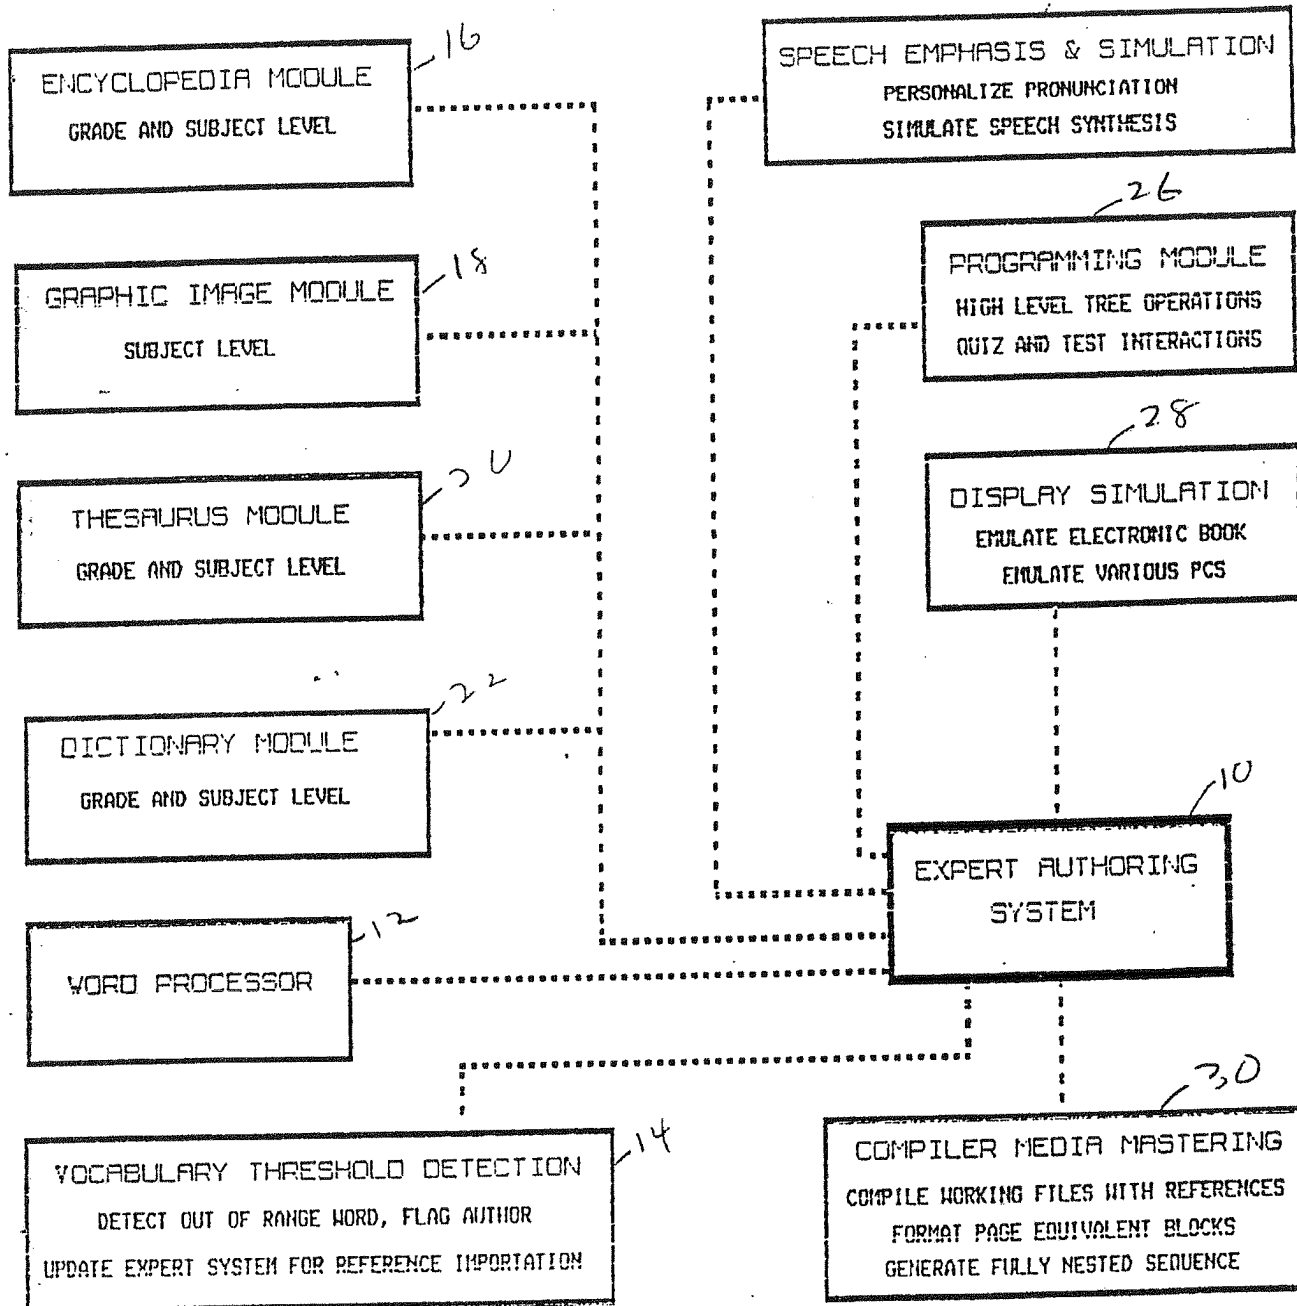 16
ENCYCLOPEDIA MODULE
GRADE AND SUBJECT LEVEL
SPEECH EMPHASIS & SIMULATION
PERSONALIZE PRONUNCIATION
SIMULATE SPEECH SYNTHESIS
26
PROGRAMMING MODULE
HIGH LEVEL TREE OPERATIONS
QUIZ AND TEST INTERACTIONS
18
GRAPHIC IMAGE MODULE
SUBJECT LEVEL
28
DISPLAY SIMULATION
EMULATE ELECTRONIC BOOK
EMULATE VARIOUS PCS
20
THESAURUS MODULE
GRADE AND SUBJECT LEVEL
22
DICTIONARY MODULE
GRADE AND SUBJECT LEVEL
10
EXPERT AUTHORING
SYSTEM
12
WORD PROCESSOR
14
VOCABULARY THRESHOLD DETECTION
DETECT OUT OF RANGE WORD, FLAG AUTHOR
UPDATE EXPERT SYSTEM FOR REFERENCE IMPORTATION
30
COMPILER MEDIA MASTERING
COMPILE WORKING FILES WITH REFERENCES
FORMAT PAGE EQUIVALENT BLOCKS
GENERATE FULLY NESTED SEQUENCE